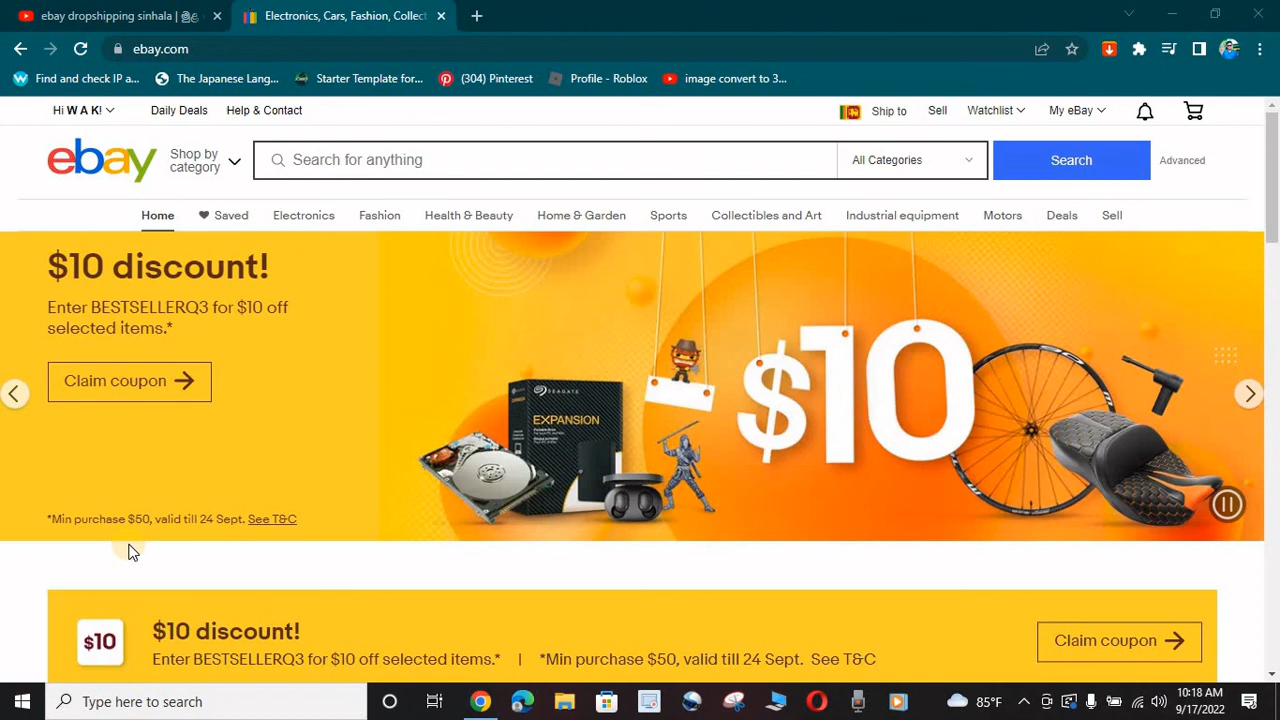 ebay dropshipping sinhala |
Electronics, Cars, Fashion, Collect
ebay.com
Find and check IP a...
The Japanese Lang...
Starter Template for...
(304) Pinterest
Profile - Roblox
image convert to 3...
Hi W A K!
Daily Deals
Help & Contact
Ship to
Sell
Watchlist
My eBay
ebay
Shop by
category
Search for anything
All Categories
Search
Advanced
Home
Saved
Electronics
Fashion
Health & Beauty
Home & Garden
Sports
Collectibles and Art
Industrial equipment
Motors
Deals
Sell
$10 discount!
Enter BESTSELLERQ3 for $10 off
selected items.*
Claim coupon
*Min purchase $50, valid till 24 Sept. See T&C
SEAGATE
EXPANSION
$10
$10
$10 discount!
Enter BESTSELLERQ3 for $10 off selected items.* | *Min purchase $50, valid till 24 Sept. See T&C
Claim coupon
Type here to search
85°F
10:18 AM
9/17/2022